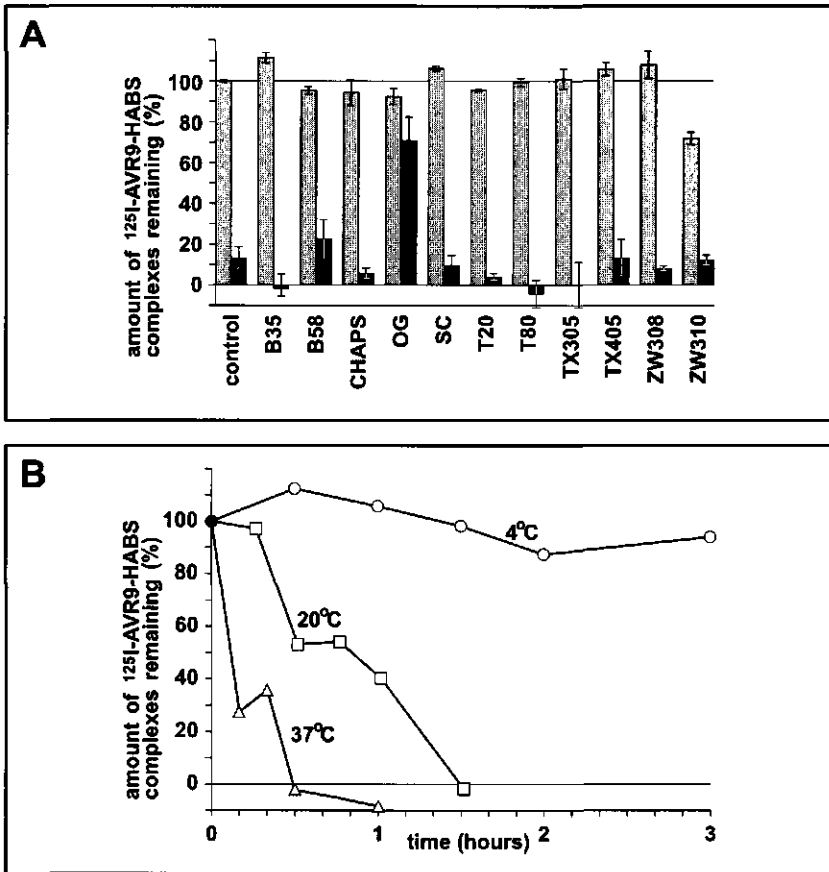 A
amount of ¹²⁵I-AVR9-HABS
complexes remaining (%)
100
80
60
40
20
0
control
B35
B58
CHAPS
OG
SC
T20
T80
TX305
TX405
ZW308
ZW310
B
amount of ¹²⁵I-AVR9-HABS
complexes remaining (%)
100
80
60
40
20
0
4°C
20°C
37°C
0
1
2
3
time (hours)